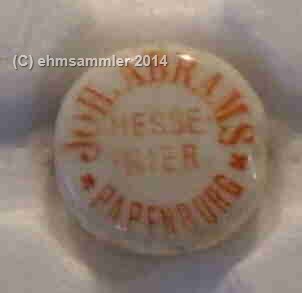 (C) ehmsammler 2014
JOH. ABRAMS
HESSE
BIER
* PAPENBURG *